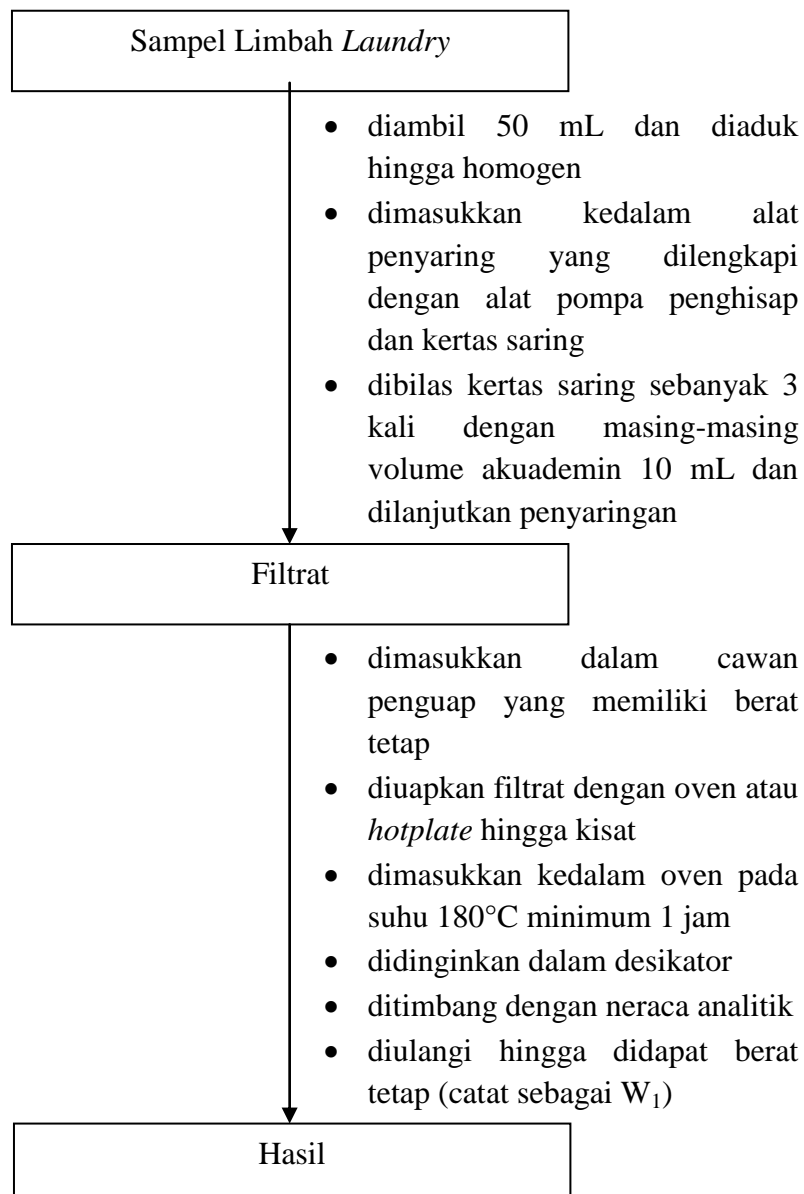 Sampel Limbah Laundry
• diambil 50 mL dan diaduk
hingga homogen
• dimasukkan kedalam alat
penyaring yang dilengkapi
dengan alat pompa penghisap
dan kertas saring
• dibilas kertas saring sebanyak 3
kali dengan masing-masing
volume akuademin 10 mL dan
dilanjutkan penyaringan
Filtrat
• dimasukkan dalam cawan
penguap yang memiliki berat
tetap
• diuapkan filtrat dengan oven atau
hotplate hingga kisat
• dimasukkan kedalam oven pada
suhu 180°C minimum 1 jam
• didinginkan dalam desikator
• ditimbang dengan neraca analitik
• diulangi hingga didapat berat
tetap (catat sebagai W₁)
Hasil